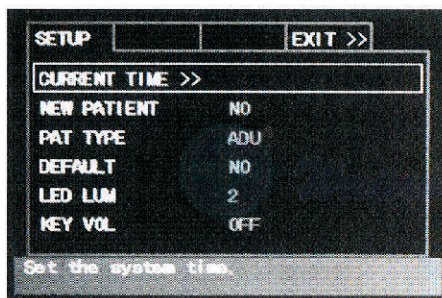 SETUP EXIT >>
CURRENT TIME >>
NEW PATIENT NO
PAT TYPE ADU
DEFAULT NO
LED LUM 2
KEY VOL OFF
Set the system time.